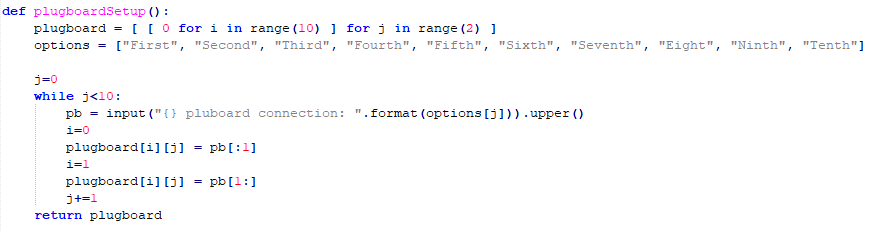 def plugboardSetup():
    plugboard = [ [ 0 for i in range(10) ] for j in range(2) ]
    options = ["First", "Second", "Third", "Fourth", "Fifth", "Sixth", "Seventh", "Eight", "Ninth", "Tenth"]

    j=0
    while j<10:
        pb = input("{} pluboard connection: ".format(options[j])).upper()
        i=0
        plugboard[i][j] = pb[:1]
        i=1
        plugboard[i][j] = pb[1:]
        j+=1
    return plugboard